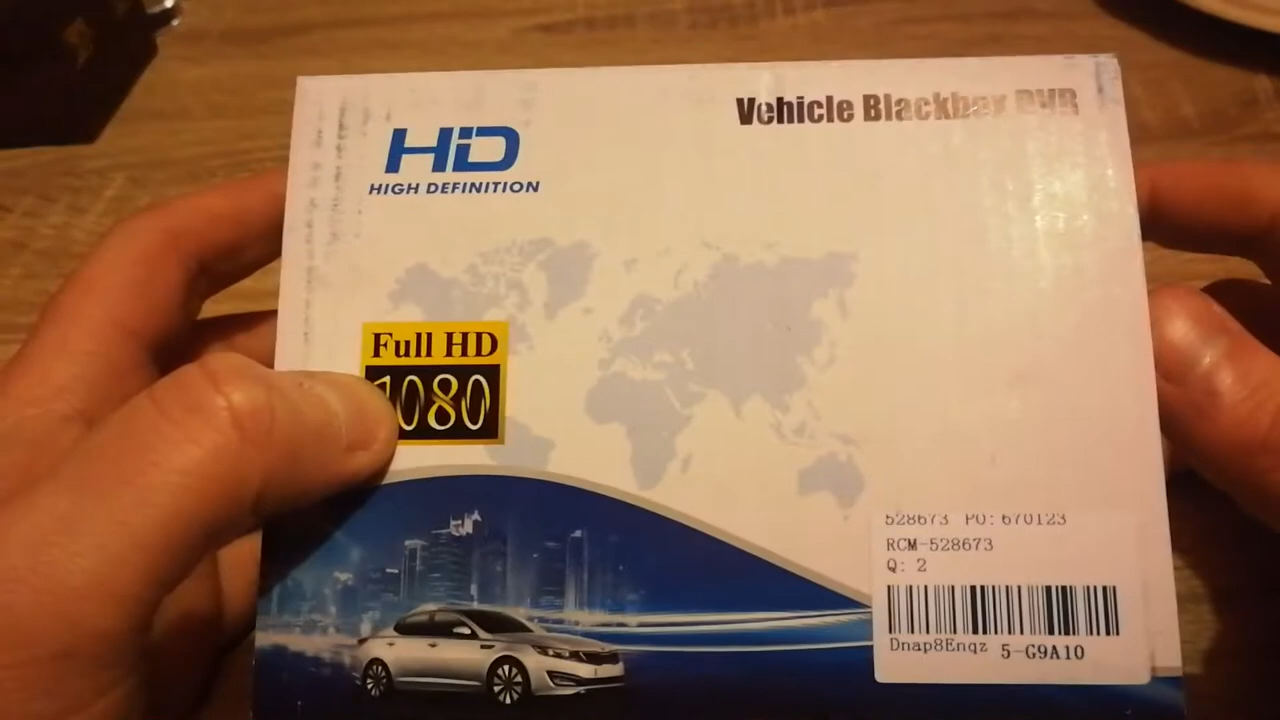 Vehicle Blackbox DVR
HD
HIGH DEFINITION
Full HD
1080
528673 PO: 670123
RCM-528673
Q: 2
Dnap8Enqz 5-G9A10